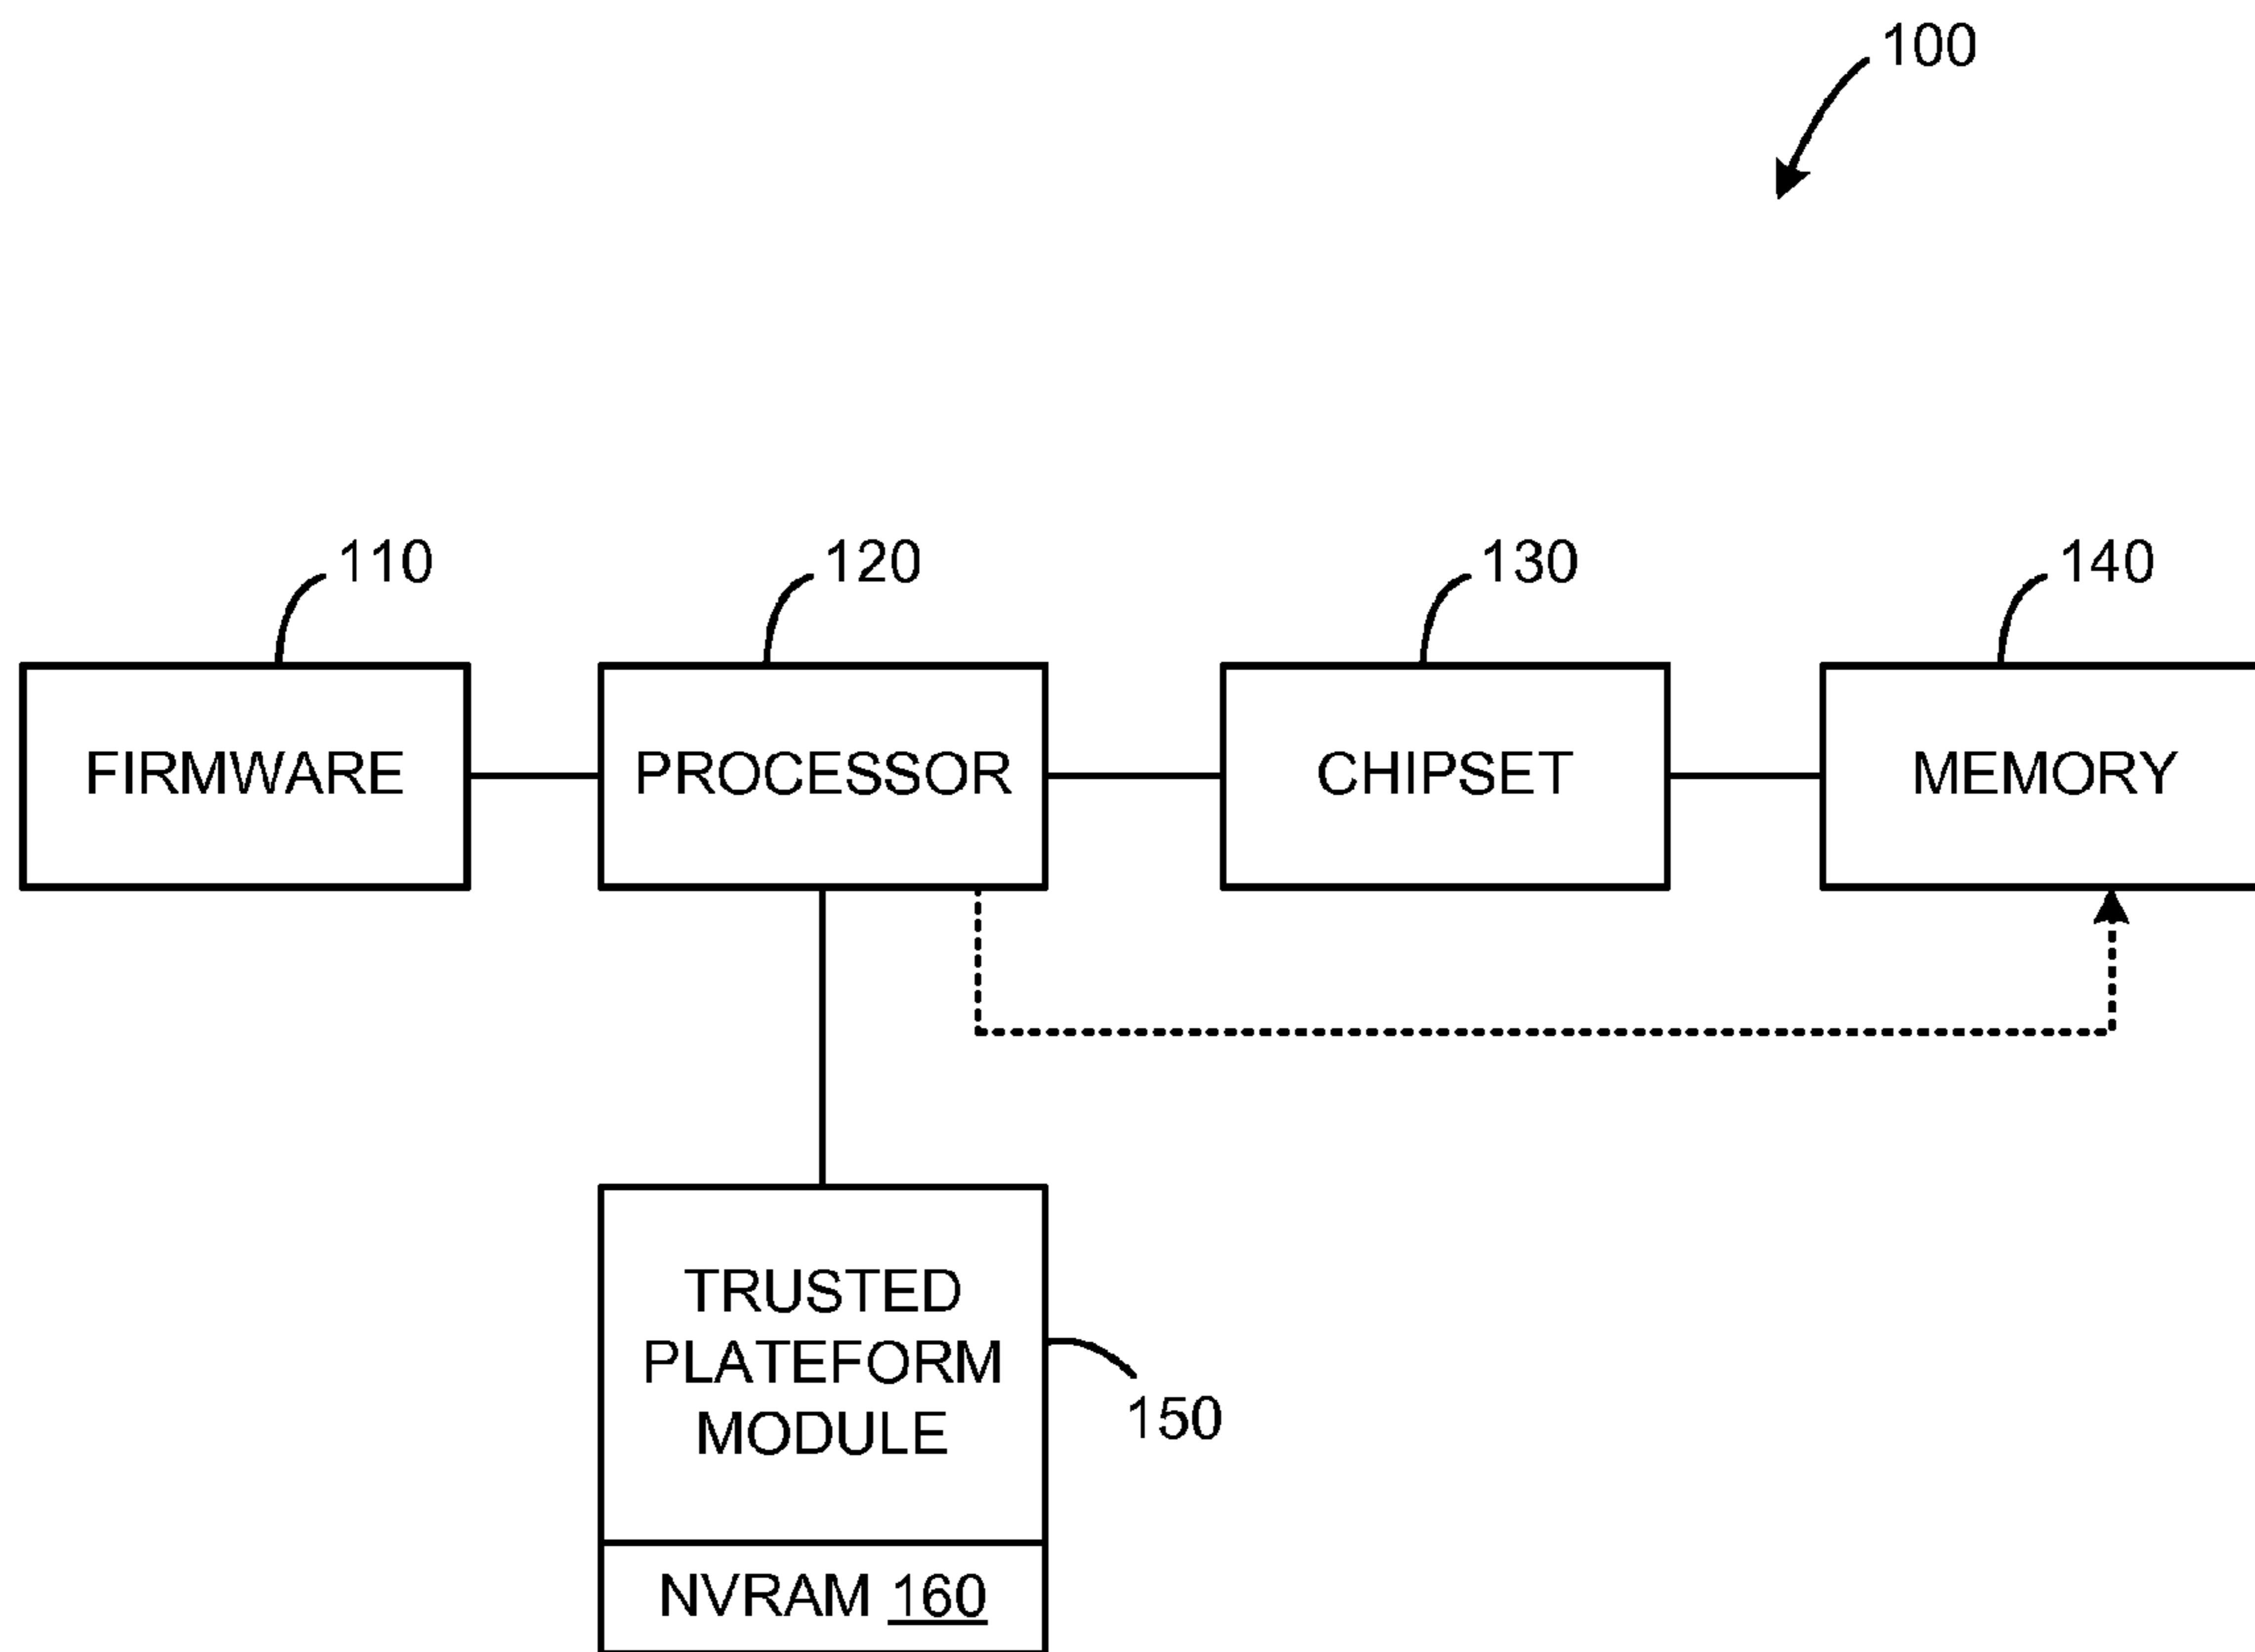 100
110
120
130
140
FIRMWARE
PROCESSOR
CHIPSET
MEMORY
TRUSTED
PLATEFORM
MODULE
150
NVRAM 160